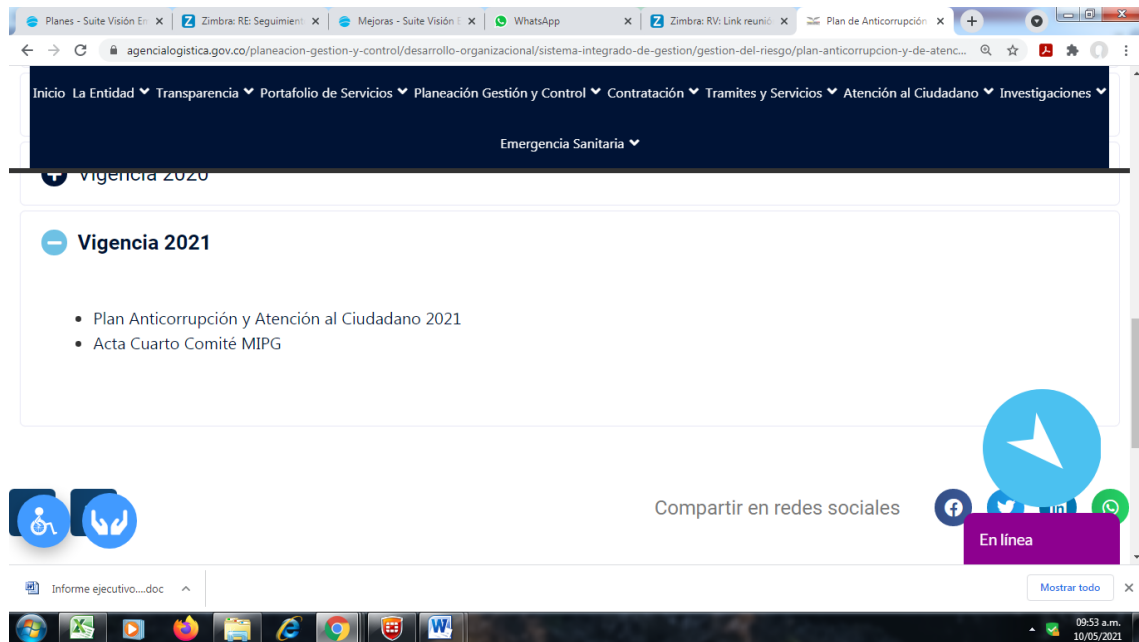 Planes - Suite Visión Em
Zimbra: RE: Seguimient
Mejoras - Suite Visión E
WhatsApp
Zimbra: RV: Link reunió
Plan de Anticorrupción
agencialogistica.gov.co/planeacion-gestion-y-control/desarrollo-organizacional/sistema-integrado-de-gestion/gestion-del-riesgo/plan-anticorrupcion-y-de-atenc...
Inicio La Entidad Transparencia Portafolio de Servicios Planeación Gestión y Control Contratación Tramites y Servicios Atención al Ciudadano Investigaciones
Emergencia Sanitaria
Vigencia 2020
Vigencia 2021
• Plan Anticorrupción y Atención al Ciudadano 2021
• Acta Cuarto Comité MIPG
Compartir en redes sociales
En línea
Informe ejecutivo....doc
Mostrar todo
09:53 a.m.
10/05/2021